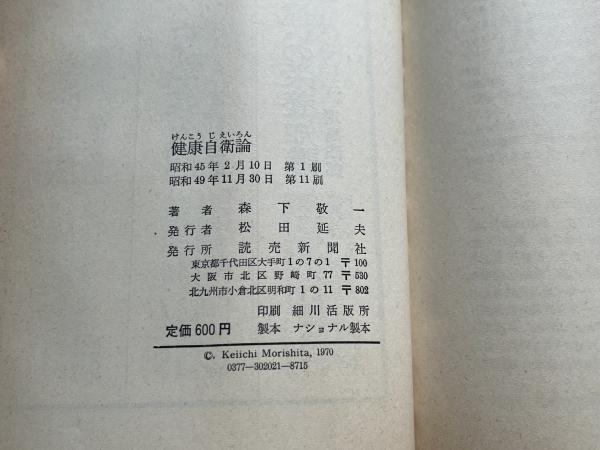 けんこう じ えいろん
健康自衛論
昭和45年 2月10日 第1刷
昭和49年11月30日 第11刷
著者 森下敬一
発行者 松田延夫
発行所 読売新聞社
東京都千代田区大手町1の7の1 〒100
大阪市北区野崎町77 〒530
北九州市小倉北区明和町1の11 〒802
印刷 細川活版所
定価600円 製本 ナショナル製本
©, Keiichi Morishita, 1970
0377—302021—8715